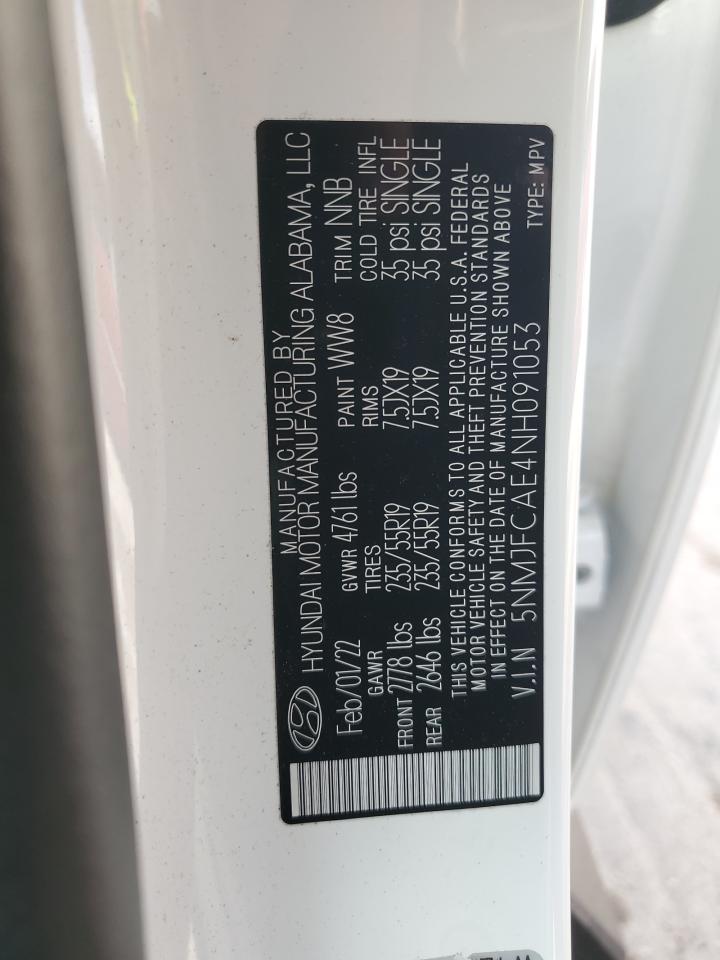 MANUFACTURED BY
HYUNDAI MOTOR MANUFACTURING ALABAMA, LLC
Feb/01/22 GVWR 4761 lbs PAINT WW8 TRIM NNB
GAWR TIRES RIMS COLD TIRE INFL
FRONT 2778 lbs 235/55R19 7.5JX19 35 psi SINGLE
REAR 2646 lbs 235/55R19 7.5JX19 35 psi SINGLE
THIS VEHICLE CONFORMS TO ALL APPLICABLE U.S.A. FEDERAL
MOTOR VEHICLE SAFETY AND THEFT PREVENTION STANDARDS
IN EFFECT ON THE DATE OF MANUFACTURE SHOWN ABOVE
V.I.N 5NMJFCAE4NH091053
TYPE: MPV